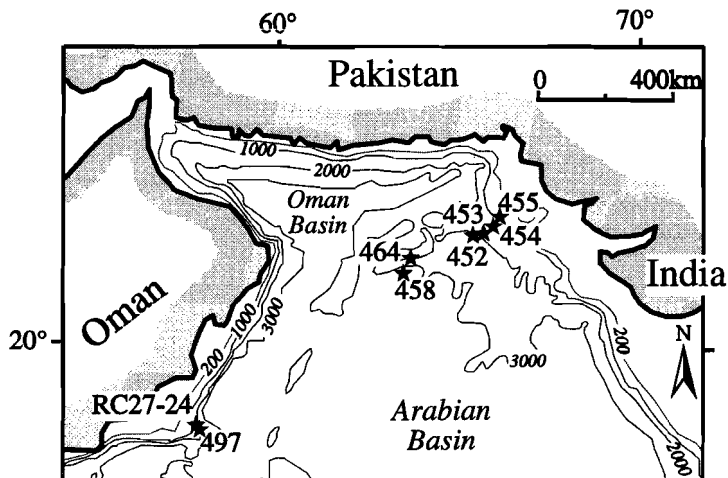 60°
70°
Pakistan
0
400km
1000
2000
Oman
Basin
453
455
454
452
464
458
India
Oman
3000
1000
200
200
N
20°
3000
RC27-24
497
Arabian
Basin
2000